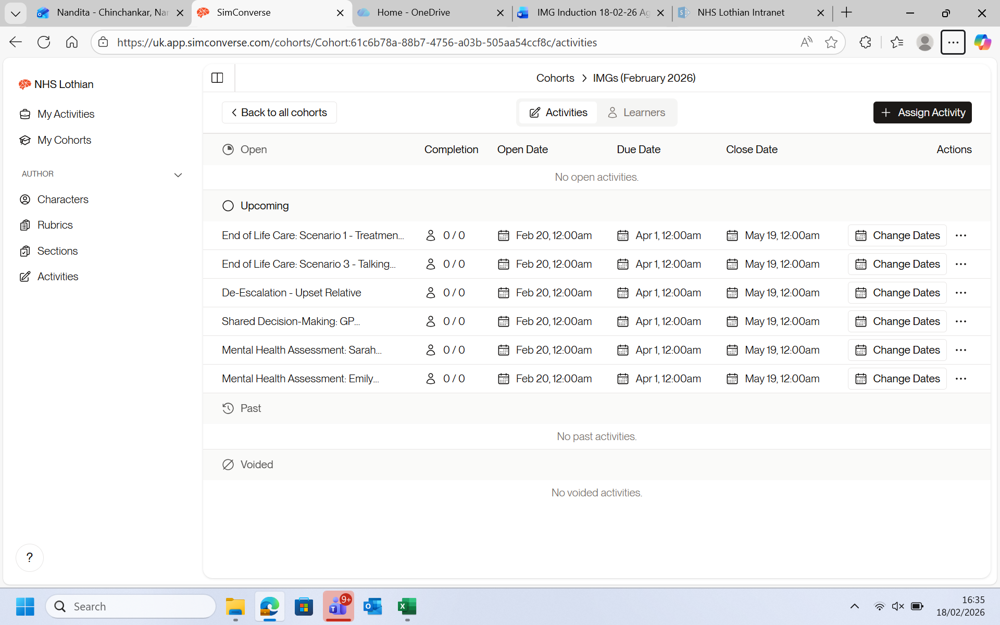 Nandita - Chinchankar, Nan
SimConverse
Home - OneDrive
IMG Induction 18-02-26 Ag
NHS Lothian Intranet
https://uk.app.simconverse.com/cohorts/Cohort:61c6b78a-88b7-4756-a03b-505aa54ccf8c/activities
NHS Lothian
My Activities
My Cohorts
AUTHOR
Characters
Rubrics
Sections
Activities
?
Cohorts > IMGs (February 2026)
Back to all cohorts
Activities
Learners
+ Assign Activity
Open Completion Open Date Due Date Close Date Actions
No open activities.
Upcoming
End of Life Care: Scenario 1 - Treatmen... 0 / 0 Feb 20, 12:00am Apr 1, 12:00am May 19, 12:00am Change Dates ...
End of Life Care: Scenario 3 - Talking... 0 / 0 Feb 20, 12:00am Apr 1, 12:00am May 19, 12:00am Change Dates ...
De-Escalation - Upset Relative 0 / 0 Feb 20, 12:00am Apr 1, 12:00am May 19, 12:00am Change Dates ...
Shared Decision-Making: GP... 0 / 0 Feb 20, 12:00am Apr 1, 12:00am May 19, 12:00am Change Dates ...
Mental Health Assessment: Sarah... 0 / 0 Feb 20, 12:00am Apr 1, 12:00am May 19, 12:00am Change Dates ...
Mental Health Assessment: Emily... 0 / 0 Feb 20, 12:00am Apr 1, 12:00am May 19, 12:00am Change Dates ...
Past
No past activities.
Voided
No voided activities.
Search
9+
16:35
18/02/2026